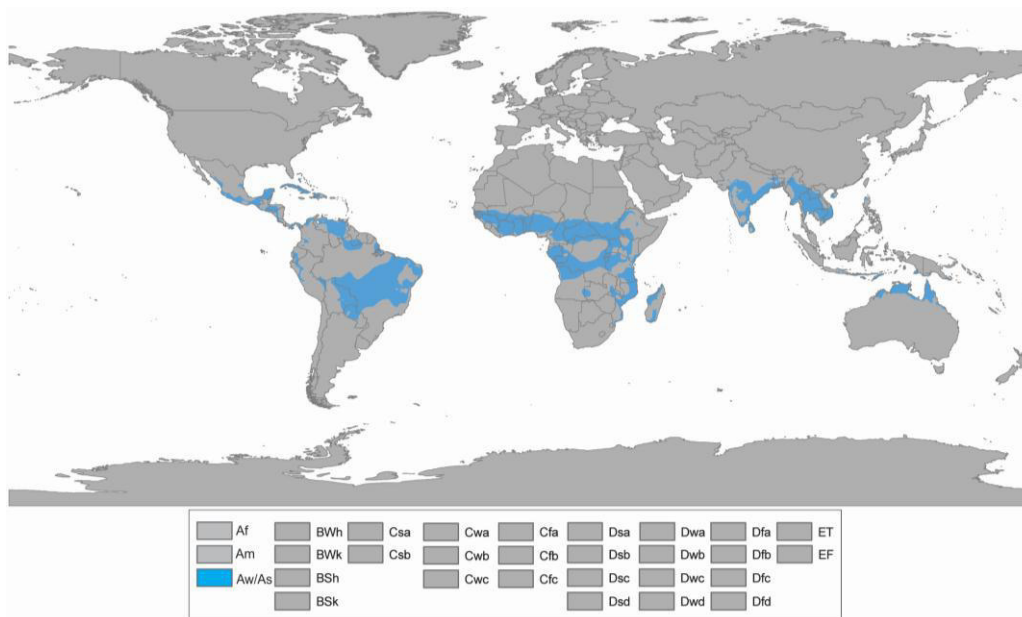 Af BWh Csa Cwa Cfa Dsa Dwa Dfa ET
Am BWk Csb Cwb Cfb Dsb Dwb Dfb EF
Aw/As BSh Cwc Cfc Dsc Dwc Dfc
BSk Dsd Dwd Dfd